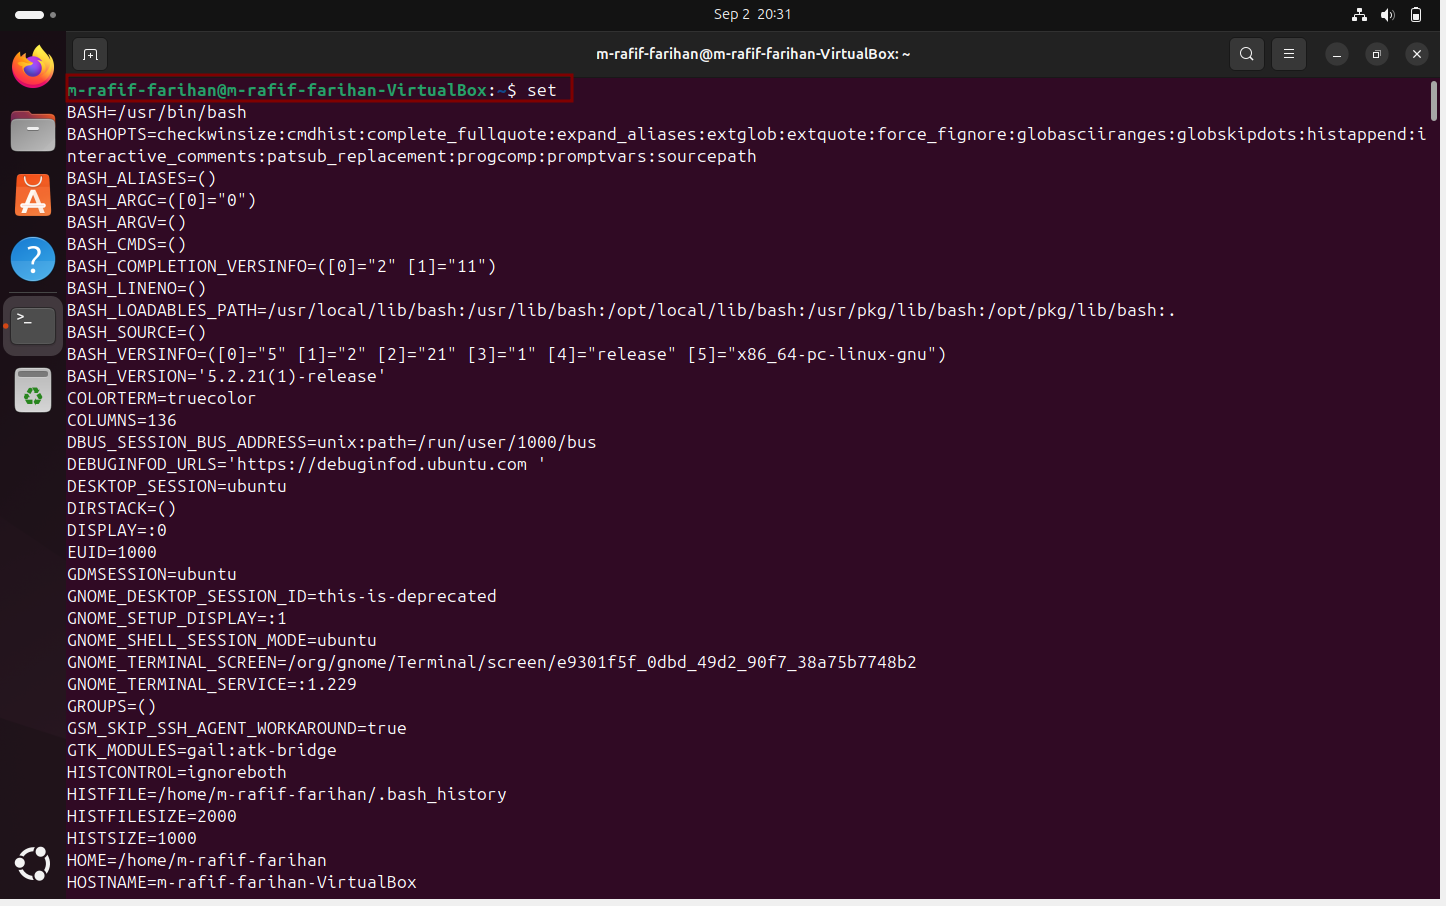 Sep 2 20:31
m-rafif-farihan@m-rafif-farihan-VirtualBox: ~
m-rafif-farihan@m-rafif-farihan-VirtualBox:~$ set
BASH=/usr/bin/bash
BASHOPTS=checkwinsize:cmdhist:complete_fullquote:expand_aliases:extglob:extquote:force_fignore:globasciiranges:globskipdots:histappend:i
nteractive_comments:patsub_replacement:progcomp:promptvars:sourcepath
BASH_ALIASES=()
BASH_ARGC=([0]="0")
BASH_ARGV=()
BASH_CMDS=()
BASH_COMPLETION_VERSINFO=([0]="2" [1]="11")
BASH_LINENO=()
BASH_LOADABLES_PATH=/usr/local/lib/bash:/usr/lib/bash:/opt/local/lib/bash:/usr/pkg/lib/bash:/opt/pkg/lib/bash:.
BASH_SOURCE=()
BASH_VERSINFO=([0]="5" [1]="2" [2]="21" [3]="1" [4]="release" [5]="x86_64-pc-linux-gnu")
BASH_VERSION='5.2.21(1)-release'
COLORTERM=truecolor
COLUMNS=136
DBUS_SESSION_BUS_ADDRESS=unix:path=/run/user/1000/bus
DEBUGINFOD_URLS='https://debuginfod.ubuntu.com '
DESKTOP_SESSION=ubuntu
DIRSTACK=()
DISPLAY=:0
EUID=1000
GDMSESSION=ubuntu
GNOME_DESKTOP_SESSION_ID=this-is-deprecated
GNOME_SETUP_DISPLAY=:1
GNOME_SHELL_SESSION_MODE=ubuntu
GNOME_TERMINAL_SCREEN=/org/gnome/Terminal/screen/e9301f5f_0dbd_49d2_90f7_38a75b7748b2
GNOME_TERMINAL_SERVICE=:1.229
GROUPS=()
GSM_SKIP_SSH_AGENT_WORKAROUND=true
GTK_MODULES=gail:atk-bridge
HISTCONTROL=ignoreboth
HISTFILE=/home/m-rafif-farihan/.bash_history
HISTFILESIZE=2000
HISTSIZE=1000
HOME=/home/m-rafif-farihan
HOSTNAME=m-rafif-farihan-VirtualBox